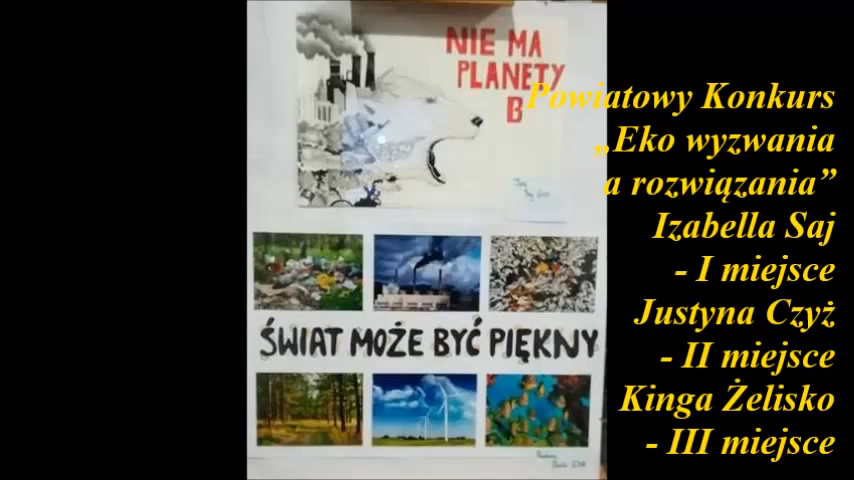 NIE MA
PLANETY
B
Powiatowy Konkurs
„Eko wyzwania
a rozwiązania”
Izabella Saj
- I miejsce
Justyna Czyż
- II miejsce
Kinga Żelisko
- III miejsce
ŚWIAT MOŻE BYĆ PIĘKNY